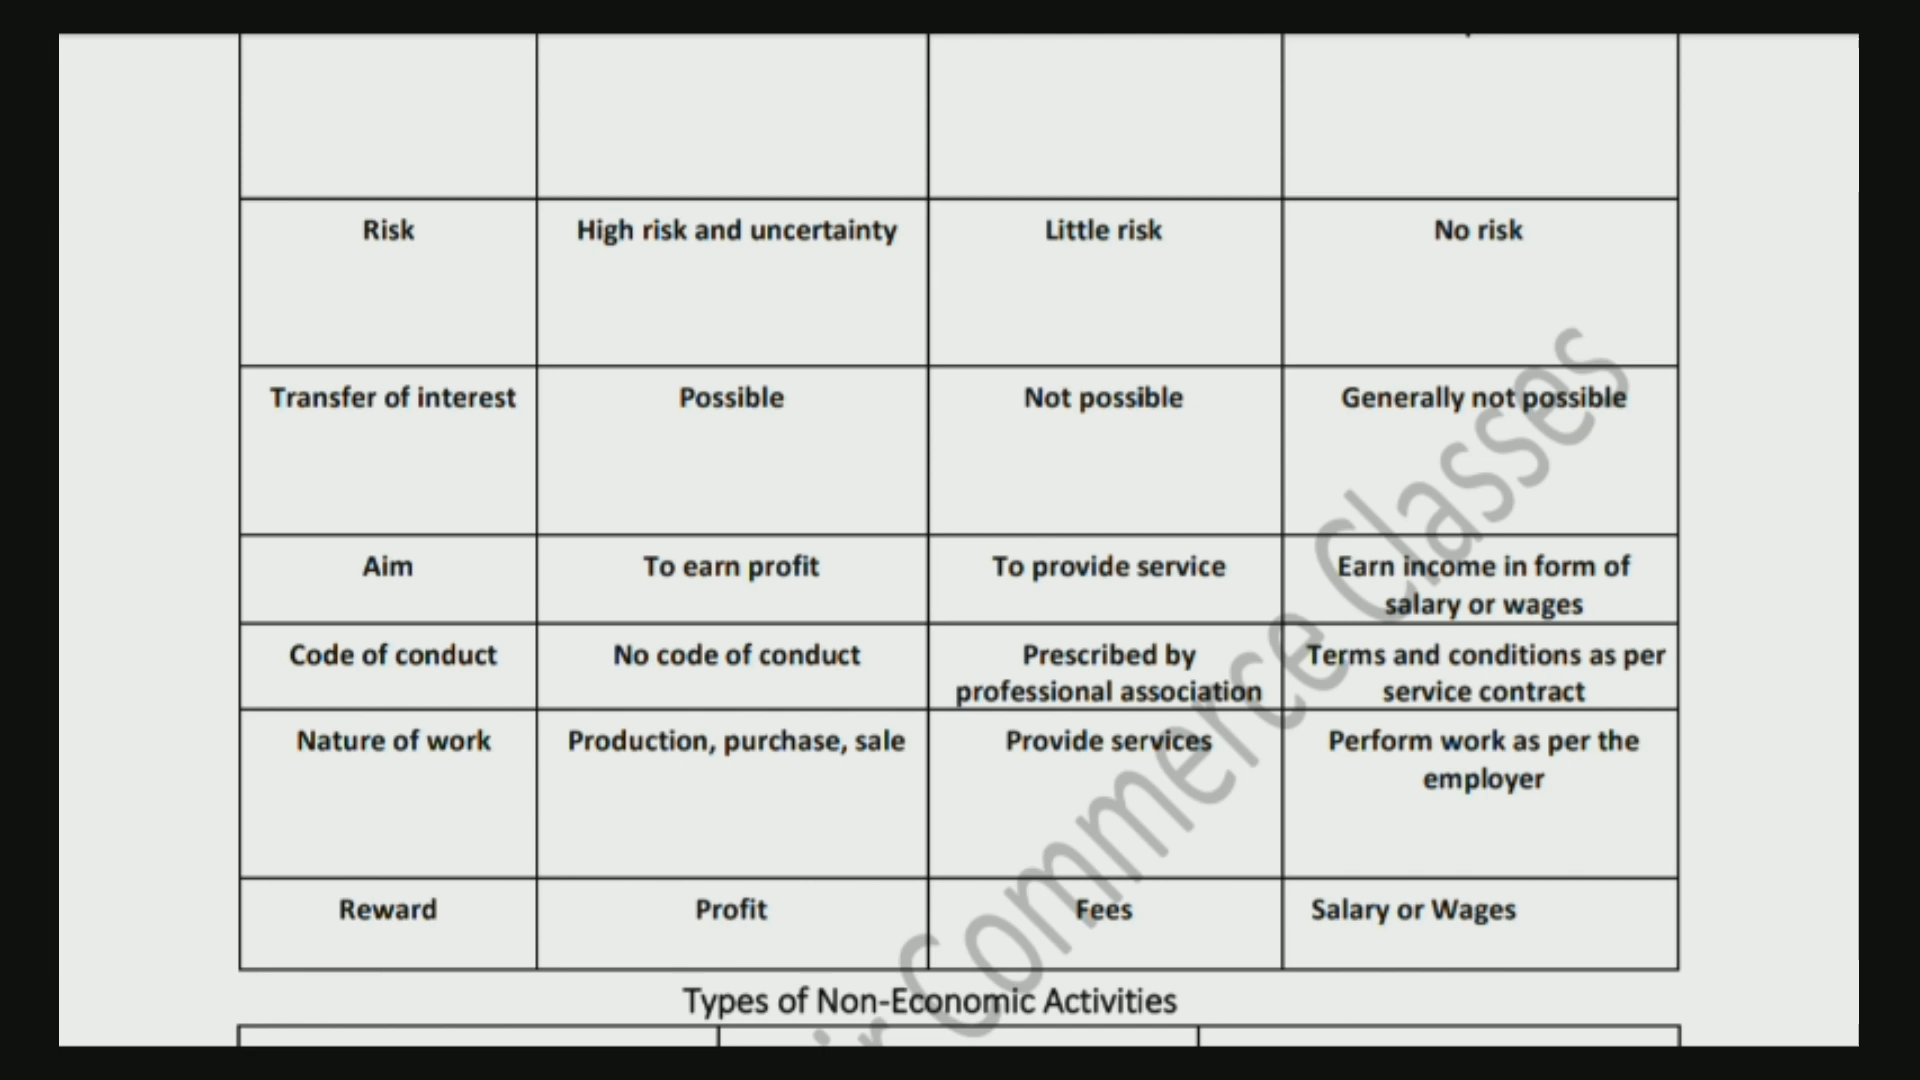 Risk High risk and uncertainty Little risk No risk
Transfer of interest Possible Not possible Generally not possible
Aim To earn profit To provide service Earn income in form of
salary or wages
Code of conduct No code of conduct Prescribed by Terms and conditions as per
professional association service contract
Nature of work Production, purchase, sale Provide services Perform work as per the
employer
Reward Profit Fees Salary or Wages
Types of Non-Economic Activities
Commerce Classes